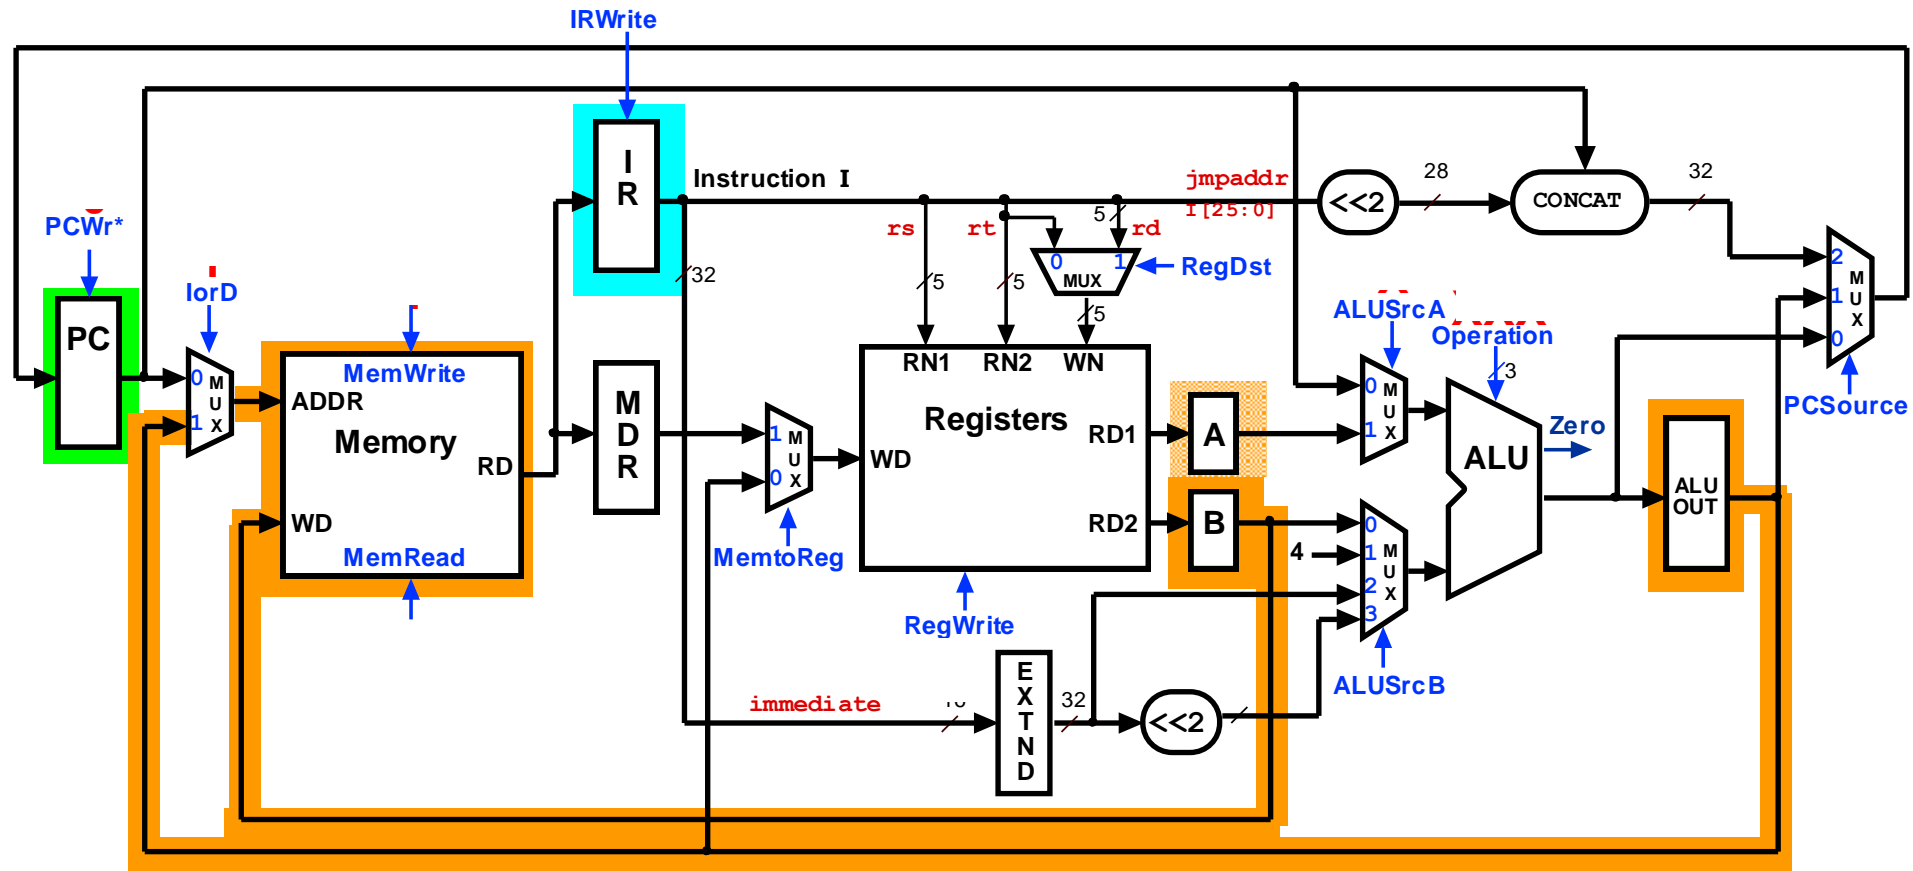 IRWrite
I
R
Instruction I
jmpaddr
I[25:0]
28
32
<<2
CONCAT
5
rs
rt
rd
PCWr*
IorD
PC
32
5
5
0
1
MUX
RegDst
5
2
1
0
M
U
X
PCSource
ALUSrcA
Operation
3
RN1
RN2
WN
MemWrite
ADDR
Memory
RD
WD
MemRead
0
1
M
U
X
M
D
R
1
0
M
U
X
MemtoReg
Registers
WD
RD1
RD2
RegWrite
A
B
4
0
1
M
U
X
0
1
2
3
M
U
X
ALUSrcB
ALU
Zero
ALU
OUT
immediate
E
X
T
N
D
32
<<2